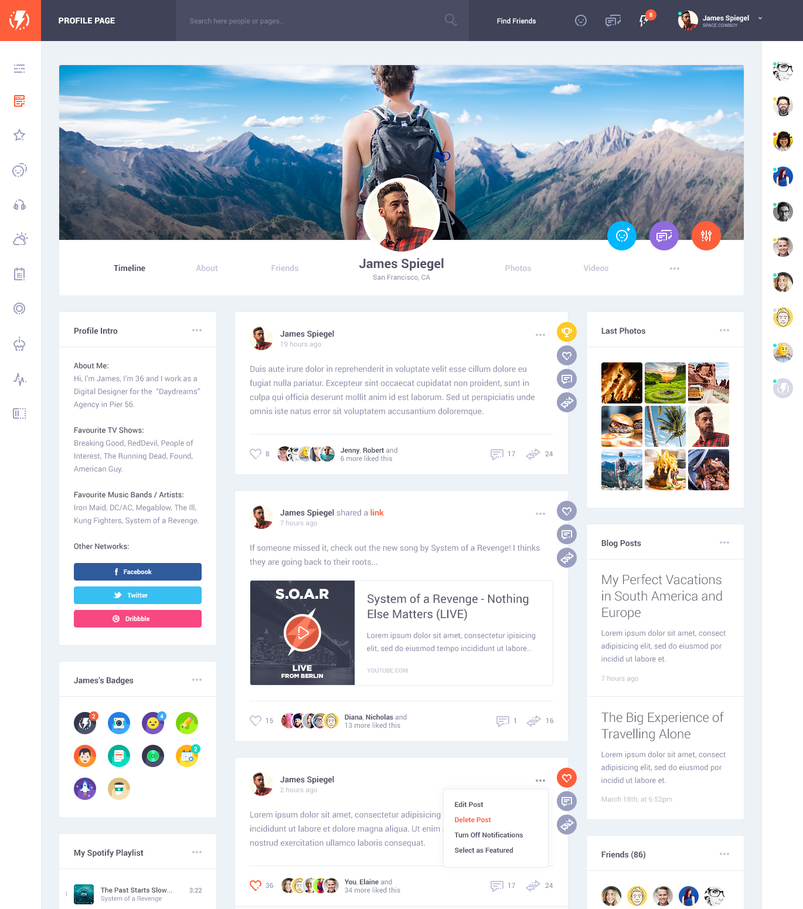 PROFILE PAGE
Search here people or pages...
Find Friends
8
James Spiegel
SPACE COWBOY
Timeline
About
Friends
James Spiegel
San Francisco, CA
Photos
Videos
Profile Intro
About Me:
Hi, I'm James, I'm 36 and I work as a
Digital Designer for the "Daydreams"
Agency in Pier 56.
Favourite TV Shows:
Breaking Good, RedDevil, People of
Interest, The Running Dead, Found,
American Guy.
Favourite Music Bands / Artists:
Iron Maid, DC/AC, Megablow, The Ill,
Kung Fighters, System of a Revenge.
Other Networks:
Facebook
Twitter
Dribbble
James's Badges
2
4
2
My Spotify Playlist
1
The Past Starts Slow...
System of a Revenge
3:22
James Spiegel
19 hours ago
Duis aute irure dolor in reprehenderit in voluptate velit esse cillum dolore eu
fugiat nulla pariatur. Excepteur sint occaecat cupidatat non proident, sunt in
culpa qui officia deserunt mollit anim id est laborum. Sed ut perspiciatis unde
omnis iste natus error sit voluptatem accusantium doloremque.
8
Jenny, Robert and
6 more liked this
17
24
James Spiegel shared a link
7 hours ago
If someone missed it, check out the new song by System of a Revenge! I thinks
they are going back to their roots...
S.O.A.R
LIVE
FROM BERLIN
System of a Revenge - Nothing
Else Matters (LIVE)
Lorem ipsum dolor sit amet, consectetur ipisicing
elit, sed do eiusmod tempo incididunt ut labore..
YOUTUBE.COM
15
Diana, Nicholas and
13 more liked this
1
16
James Spiegel
2 hours ago
Lorem ipsum dolor sit amet, consectetur adipisicing
incididunt ut labore et dolore magna aliqua. Ut enim
nostrud exercitation ullamco laboris consequat.
Edit Post
Delete Post
Turn Off Notifications
Select as Featured
36
You, Elaine and
34 more liked this
17
24
Last Photos
Blog Posts
My Perfect Vacations
in South America and
Europe
Lorem ipsum dolor sit amet, consect
adipisicing elit, sed do eiusmod por
incidid ut labore et.
7 hours ago
The Big Experience of
Travelling Alone
Lorem ipsum dolor sit amet, consect
adipisicing elit, sed do eiusmod por
incidid ut labore et.
March 18th, at 6:52pm
Friends (86)